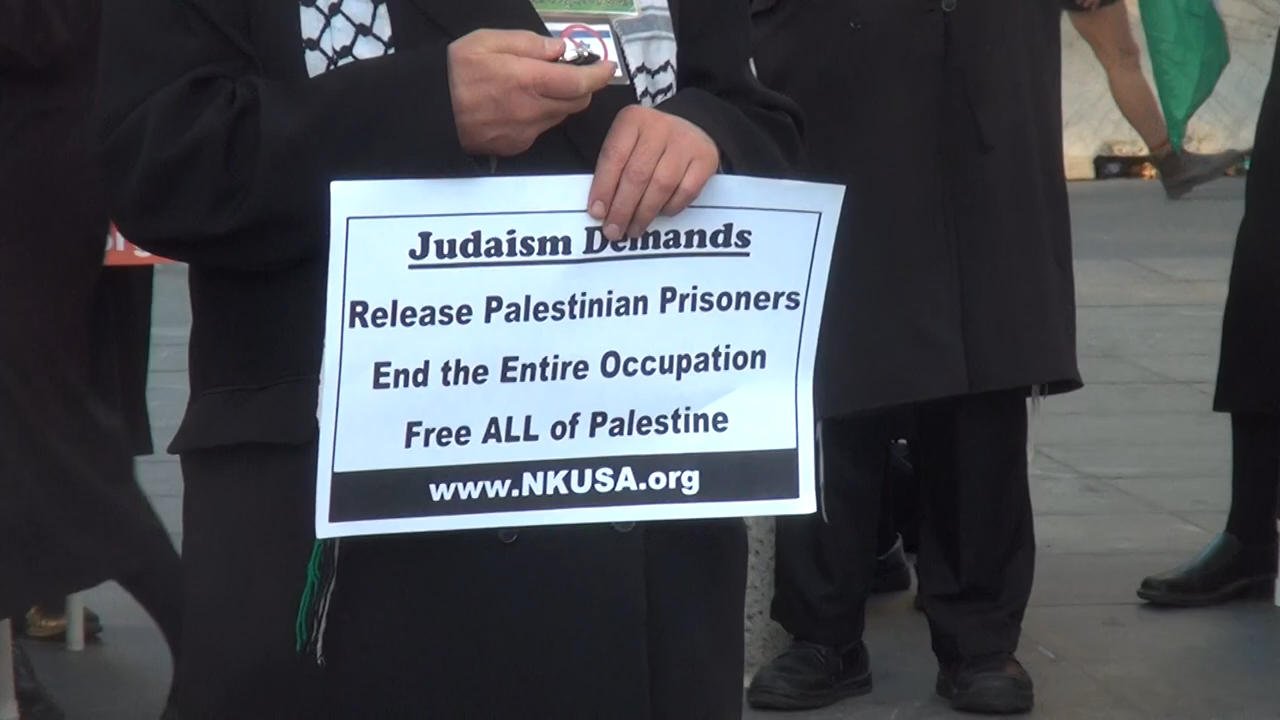 Judaism Demands
Release Palestinian Prisoners
End the Entire Occupation
Free ALL of Palestine
www.NKUSA.org